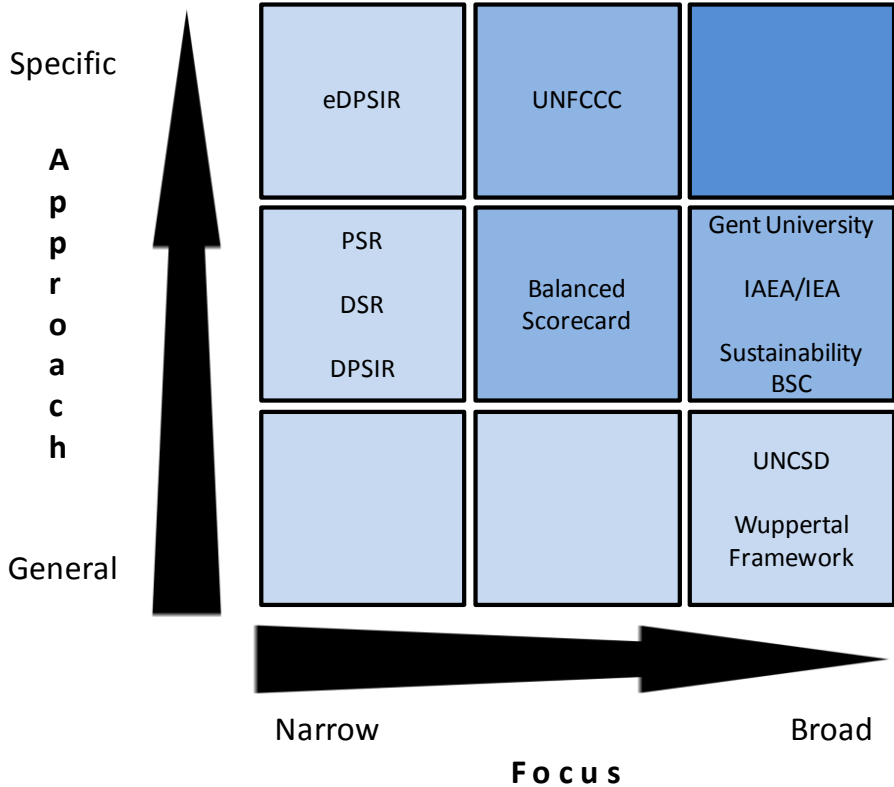 Specific
Approach
General
eDPSIR
UNFCCC
PSR
DSR
DPSIR
Balanced
Scorecard
Gent University
IAEA/IEA
Sustainability
BSC
UNCSD
Wuppertal
Framework
Narrow
Broad
Focus